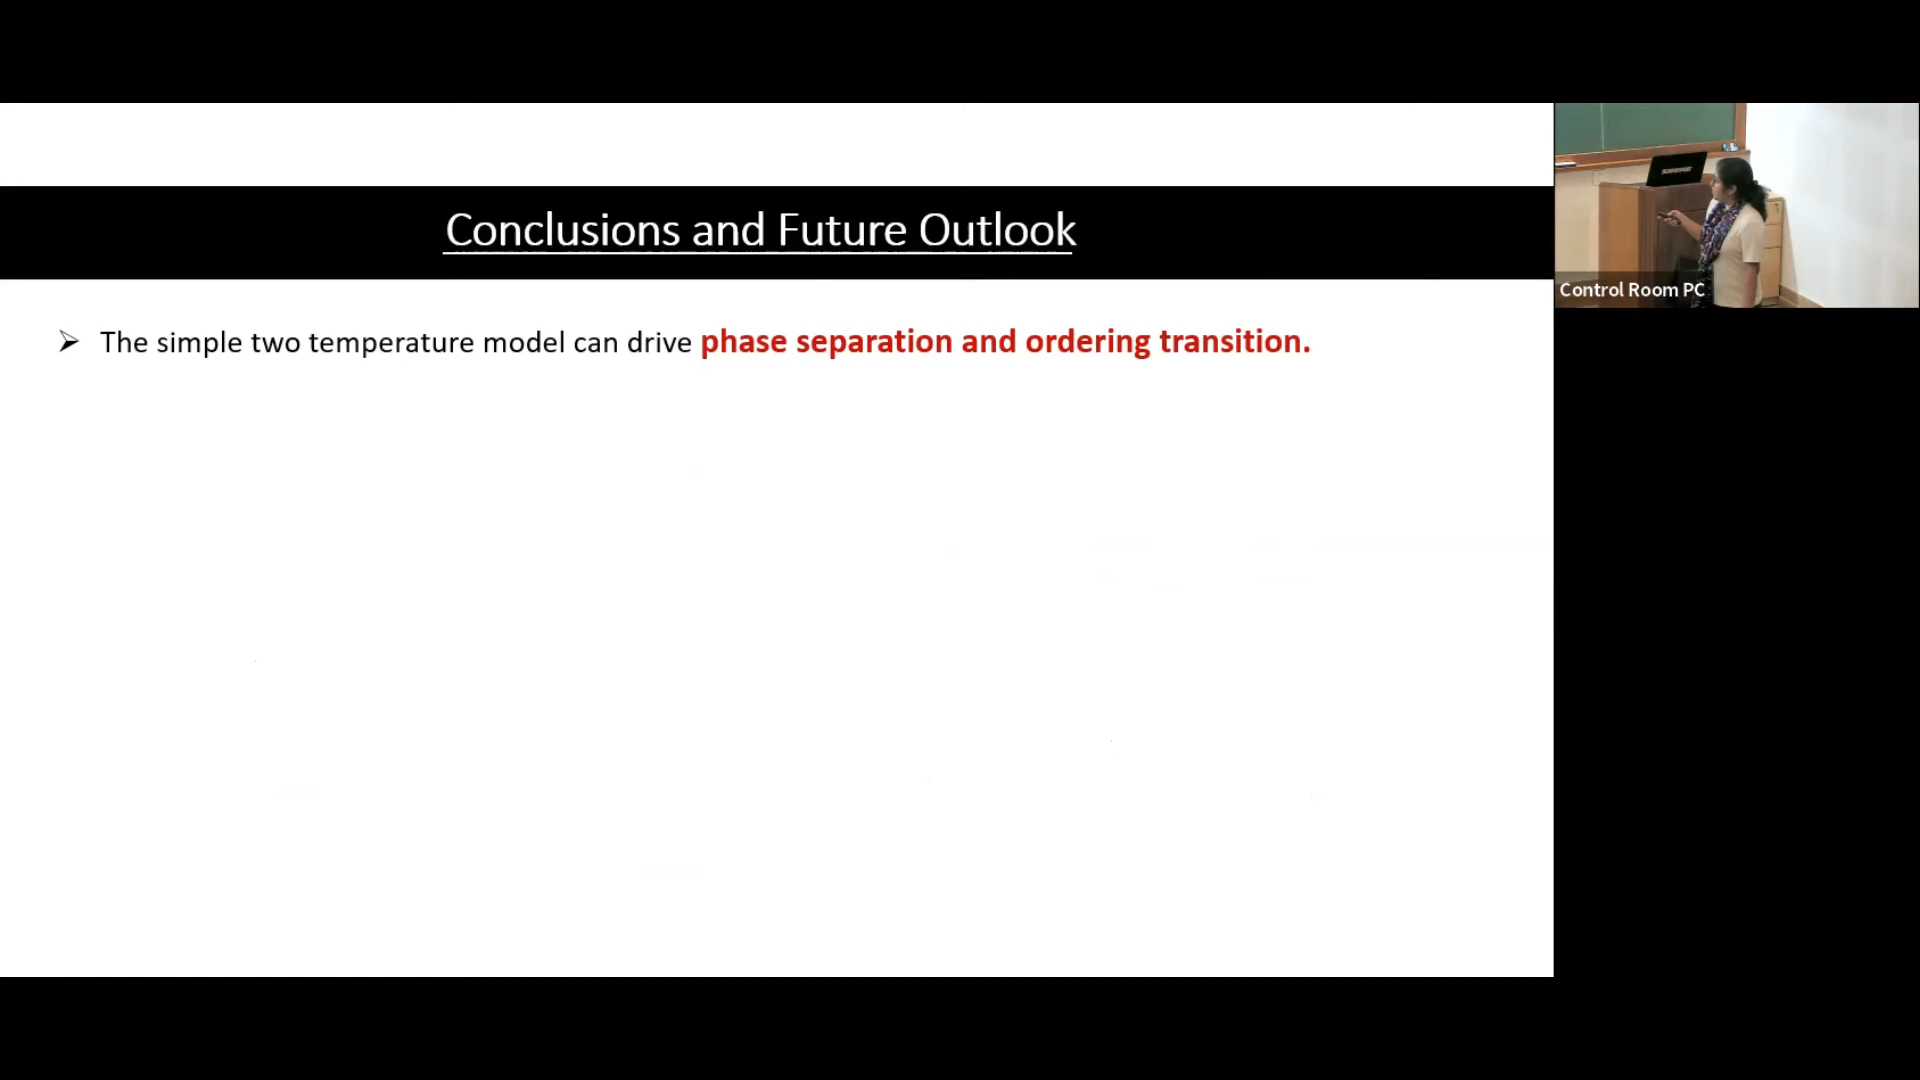 Conclusions and Future Outlook
➢ The simple two temperature model can drive phase separation and ordering transition.
Control Room PC